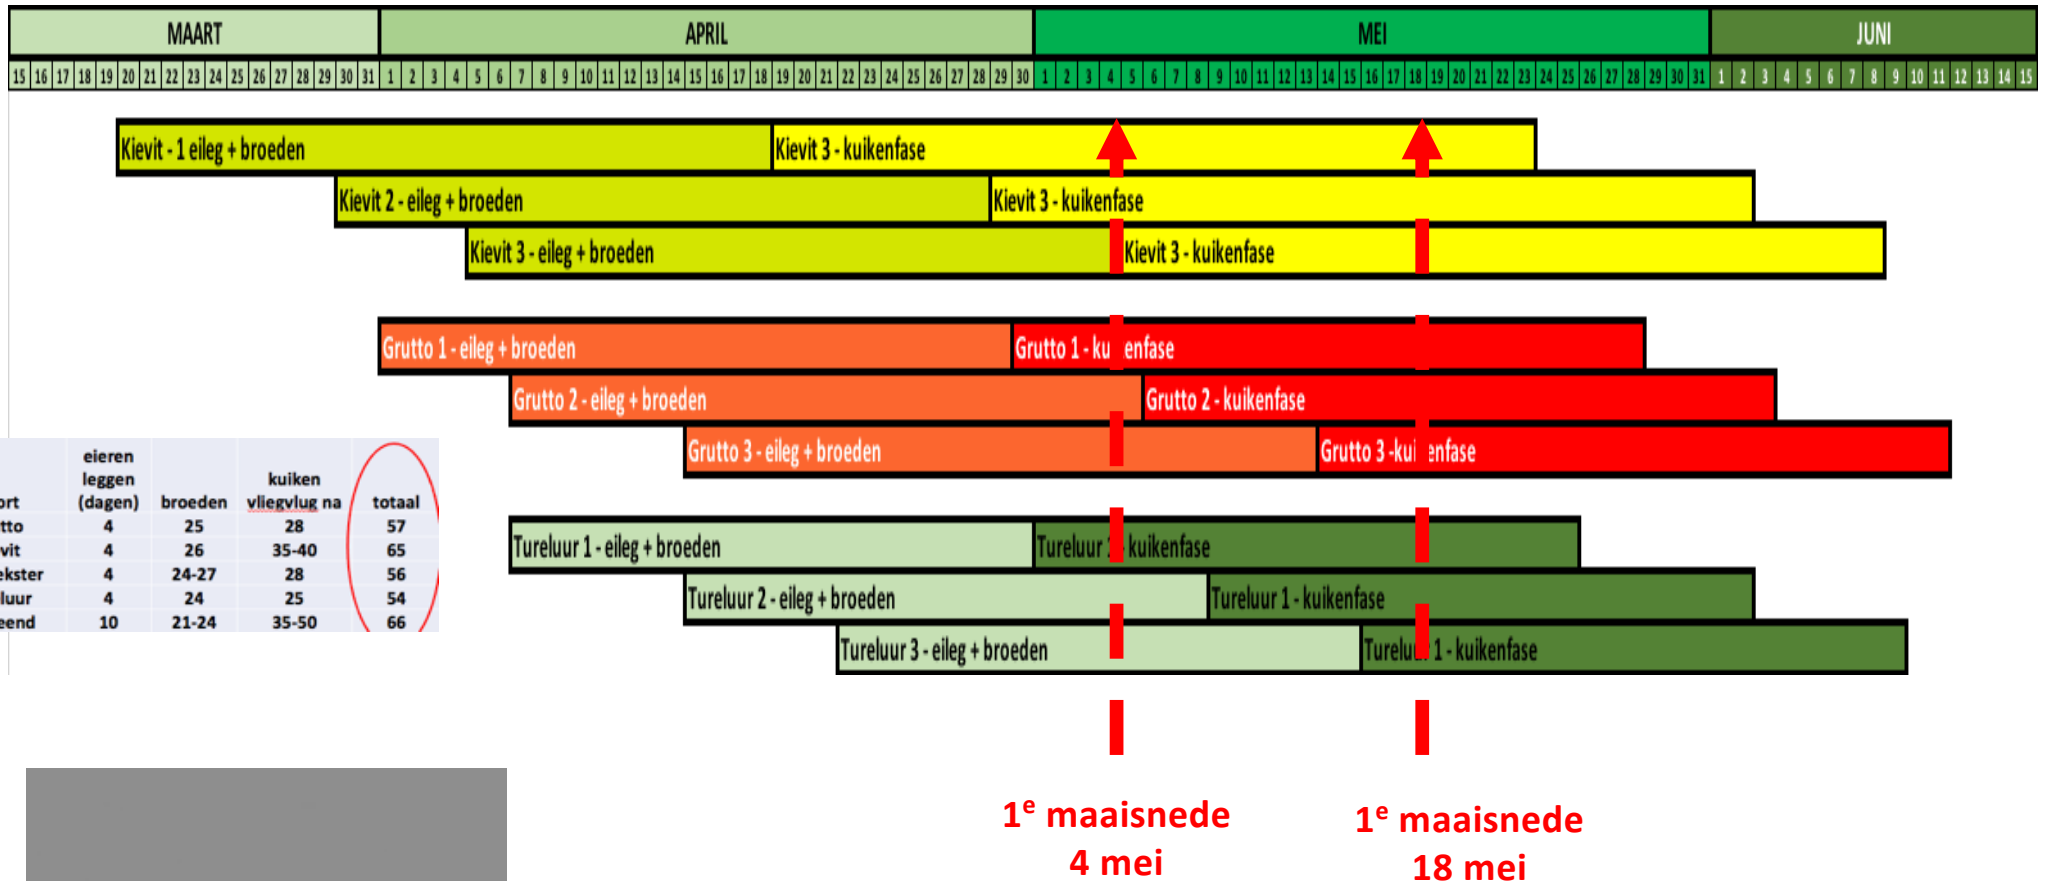 MAART APRIL MEI JUNI
15 16 17 18 19 20 21 22 23 24 25 26 27 28 29 30 31 1 2 3 4 5 6 7 8 9 10 11 12 13 14 15 16 17 18 19 20 21 22 23 24 25 26 27 28 29 30 1 2 3 4 5 6 7 8 9 10 11 12 13 14 15 16 17 18 19 20 21 22 23 24 25 26 27 28 29 30 31 1 2 3 4 5 6 7 8 9 10 11 12 13 14 15
Kievit - 1 eileg + broeden Kievit 3 - kuikenfase
Kievit 2 - eileg + broeden Kievit 3 - kuikenfase
Kievit 3 - eileg + broeden Kievit 3 - kuikenfase
Grutto 1 - eileg + broeden Grutto 1 - ku enfase
Grutto 2 - eileg + broeden Grutto 2 - kuikenfase
Grutto 3 - eileg + broeden Grutto 3 -kui enfase
eieren
leggen kuiken
ort (dagen) broeden vliegvlug na totaal
tto 4 25 28 57
vit 4 26 35-40 65
ekster 4 24-27 28 56
luur 4 24 25 54
eend 10 21-24 35-50 66
Tureluur 1 - eileg + broeden Tureluur - kuikenfase
Tureluur 2 - eileg + broeden Tureluur 1 - kuikenfase
Tureluur 3 - eileg + broeden Tureluur 1 - kuikenfase
1e maaisnede
4 mei
1e maaisnede
18 mei